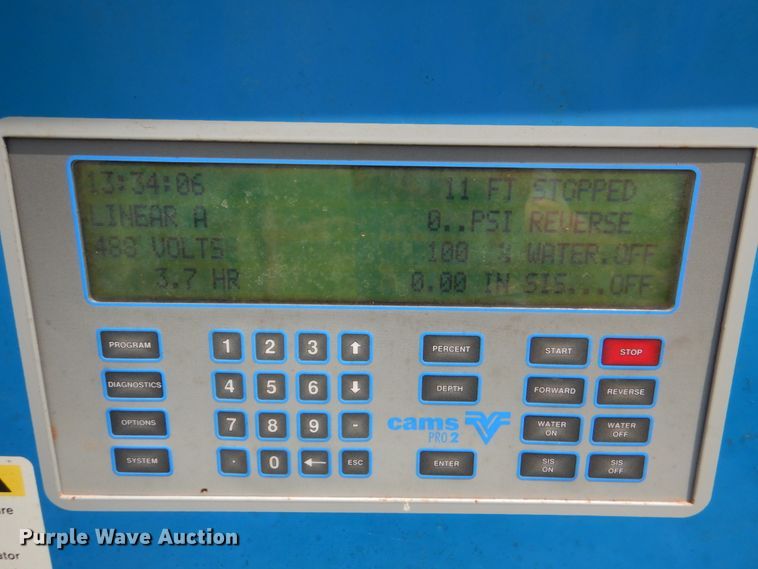 13:34:06 11 FT STOPPED
LINEAR A 0..PSI REVERSE
480 VOLTS 100 % WATER.OFF
3.7 HR 0.00 IN SIS...OFF
PROGRAM 1 2 3 ↑ PERCENT START STOP
DIAGNOSTICS 4 5 6 ↓ DEPTH FORWARD REVERSE
OPTIONS 7 8 9 - cams PRO 2 WATER ON WATER OFF
SYSTEM . 0 ← ESC ENTER SIS ON SIS OFF
Purple Wave Auction